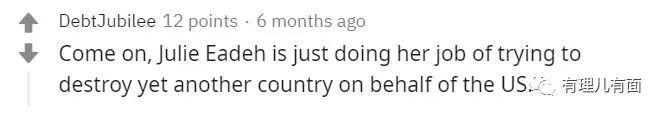 DebtJubilee 12 points · 6 months ago
Come on, Julie Eadeh is just doing her job of trying to
destroy yet another country on behalf of the US.
有理儿有面